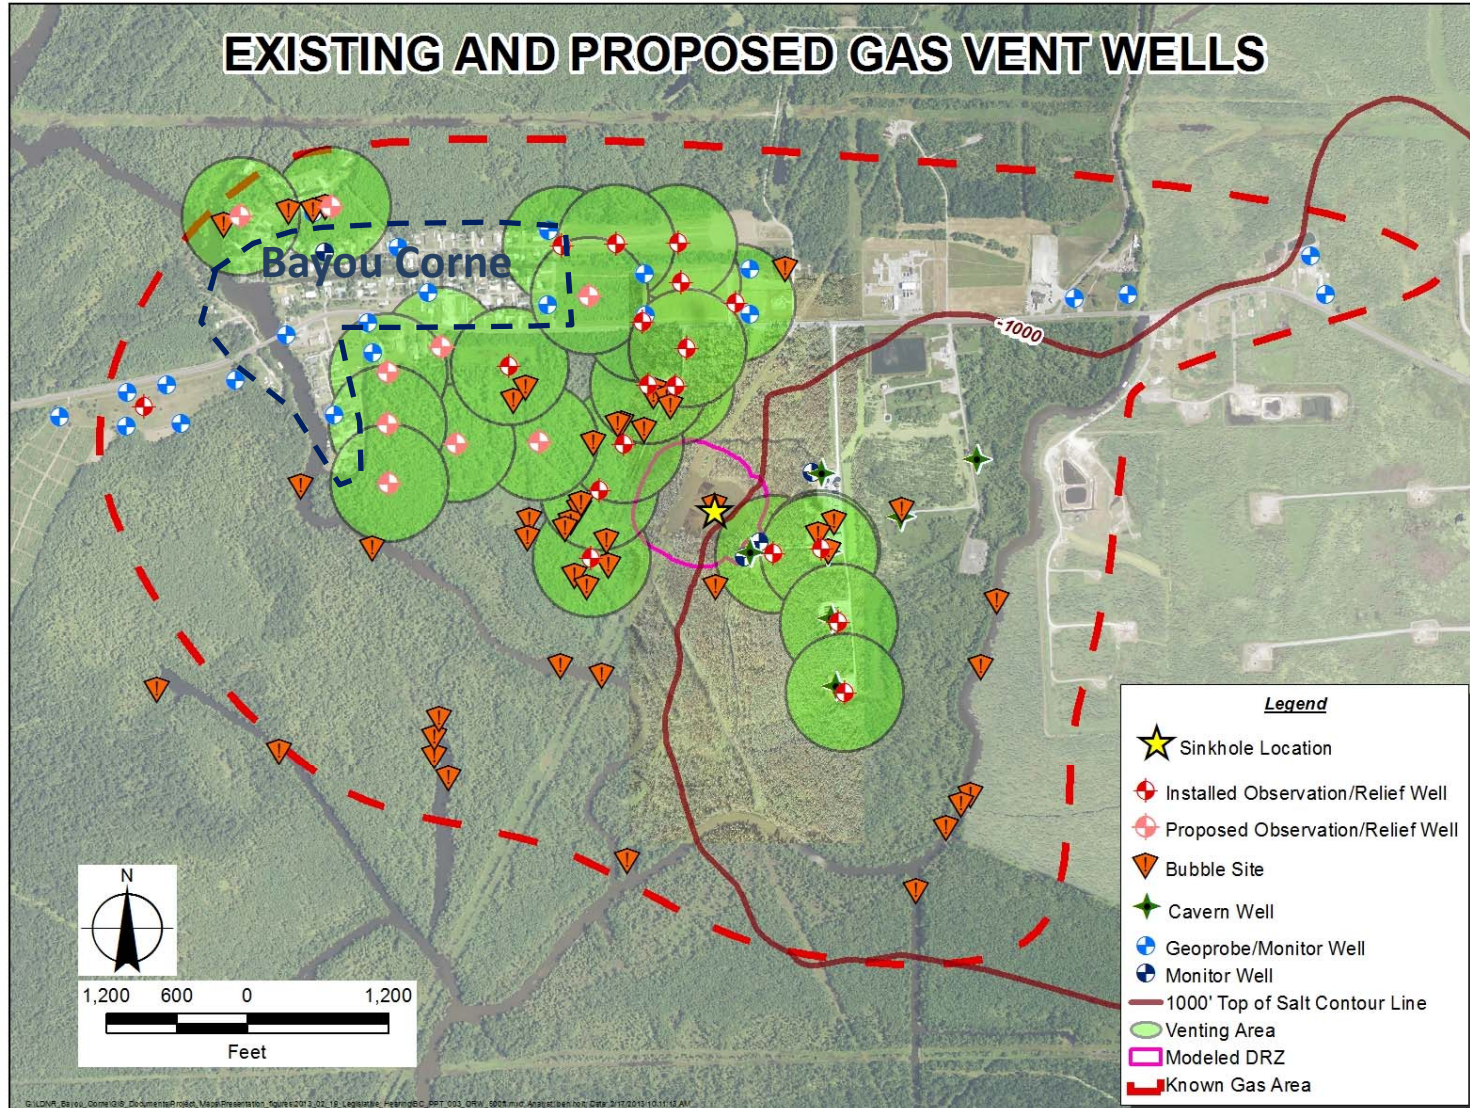 EXISTING AND PROPOSED GAS VENT WELLS
Bayou Corne
-1000
Legend
Sinkhole Location
Installed Observation/Relief Well
Proposed Observation/Relief Well
Bubble Site
Cavern Well
Geoprobe/Monitor Well
Monitor Well
1000' Top of Salt Contour Line
Venting Area
Modeled DRZ
Known Gas Area
N
1,200 600 0 1,200
Feet